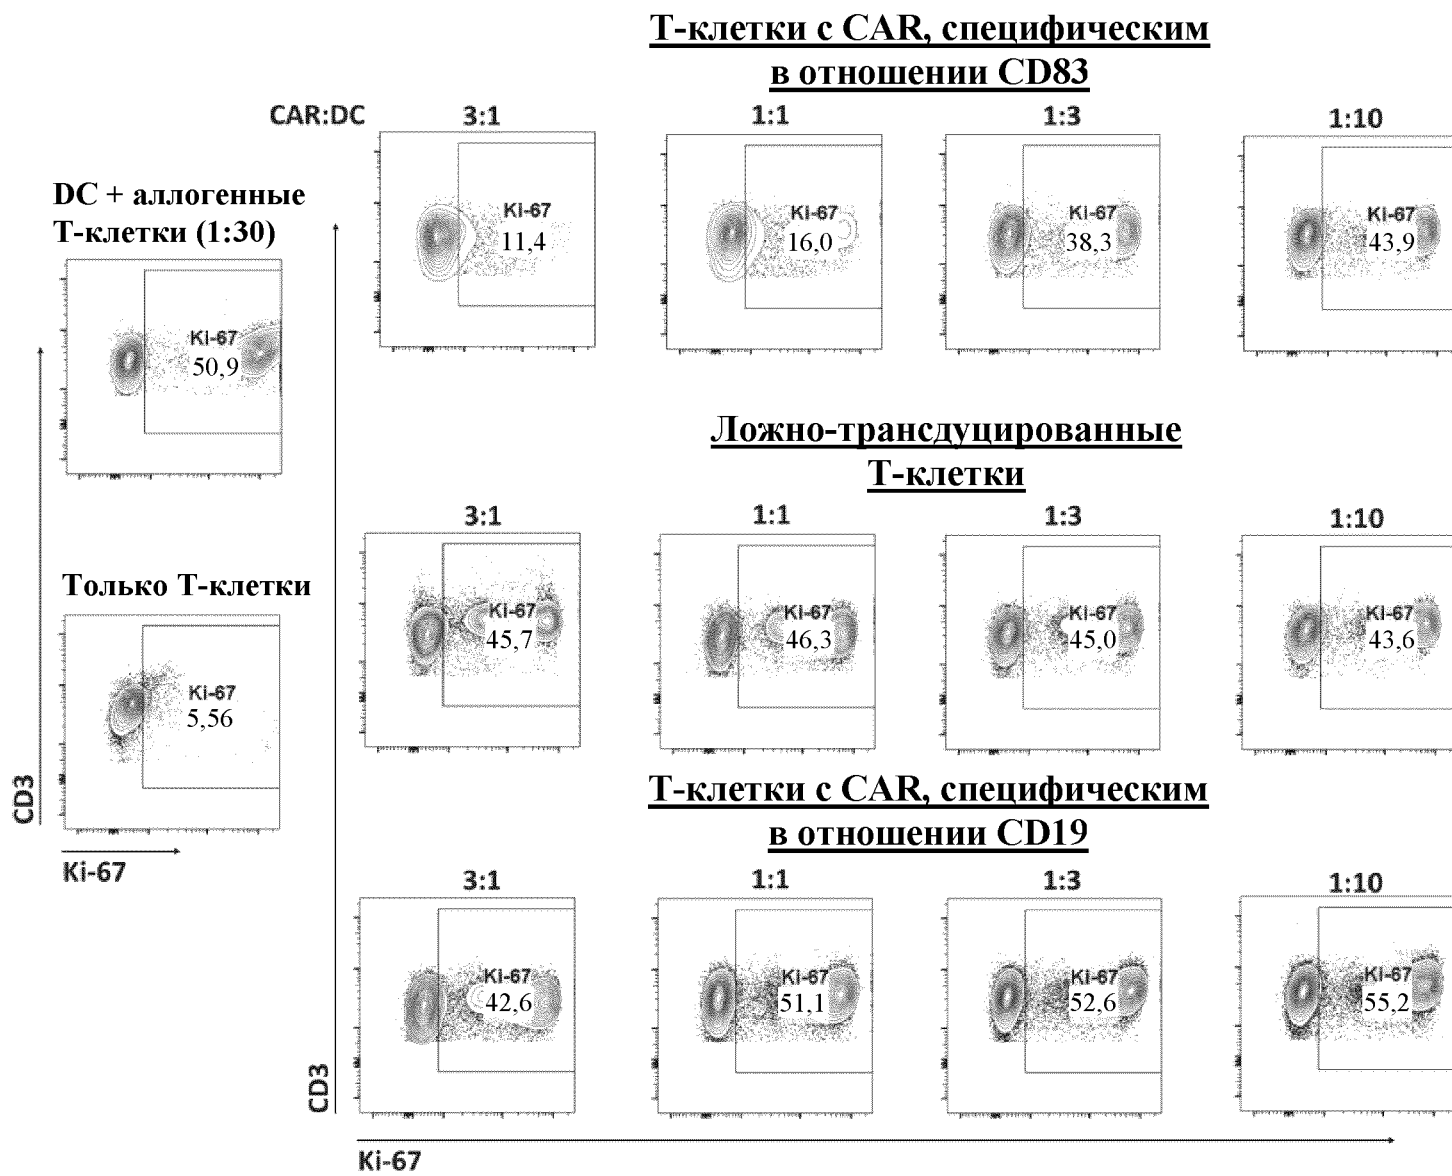 Т-клетки с CAR, специфическим
в отношении CD83
CAR:DC
3:1
1:1
1:3
1:10
DC + аллогенные
Т-клетки (1:30)
Ki-67
50,9
Ki-67
11,4
Ki-67
16,0
Ki-67
38,3
Ki-67
43,9
Ложно-трансдуцированные
Т-клетки
3:1
1:1
1:3
1:10
Только Т-клетки
Ki-67
5,56
Ki-67
45,7
Ki-67
46,3
Ki-67
45,0
Ki-67
43,6
CD3
Ki-67
Т-клетки с CAR, специфическим
в отношении CD19
3:1
1:1
1:3
1:10
Ki-67
42,6
Ki-67
51,1
Ki-67
52,6
Ki-67
55,2
CD3
Ki-67